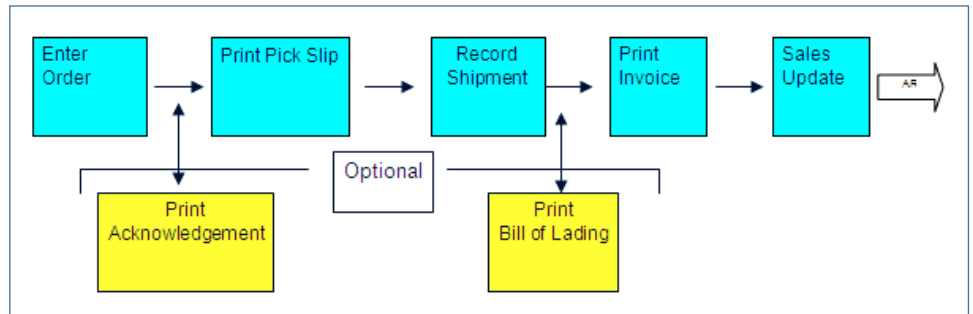 Enter
Order
Print Pick Slip
Record
Shipment
Print
Invoice
Sales
Update
AR
Optional
Print
Acknowledgement
Print
Bill of Lading